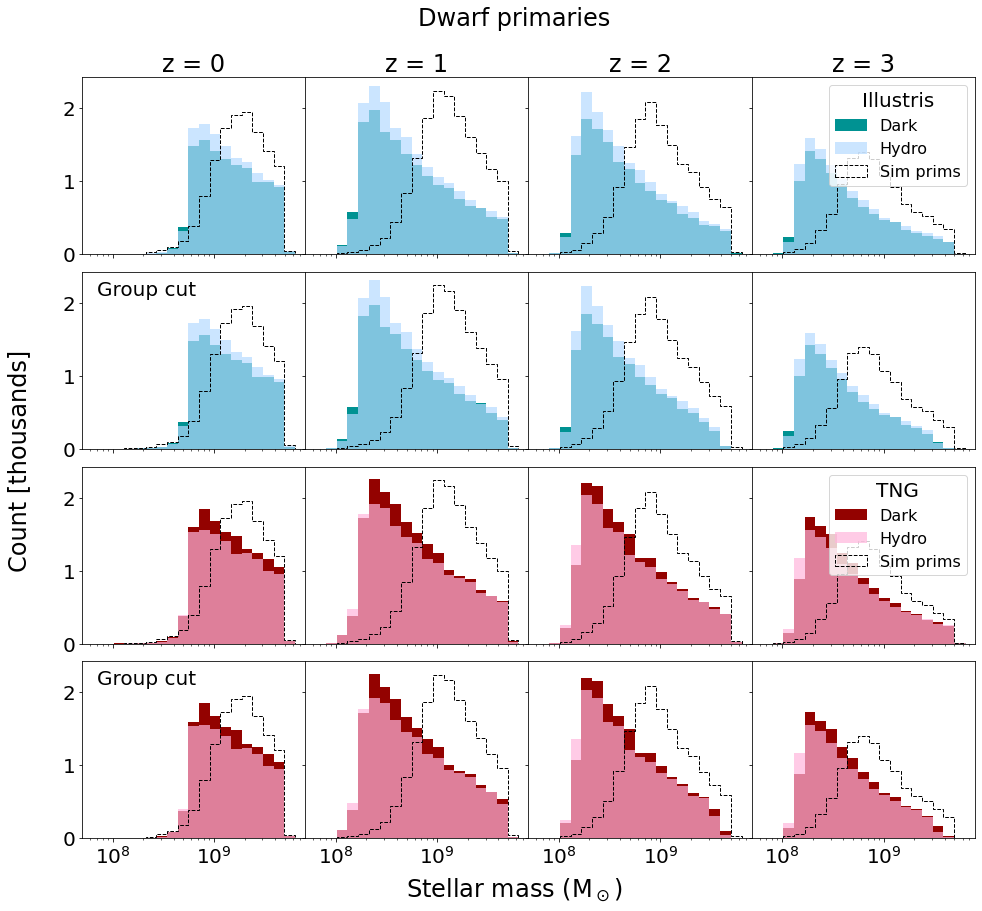 Dwarf primaries
z = 0 z = 1 z = 2 z = 3
Illustris
Dark
Hydro
Sim prims
2
1
0
Group cut
2
1
0
Count [thousands]
TNG
Dark
Hydro
Sim prims
2
1
0
Group cut
2
1
0
10⁸ 10⁹ 10⁸ 10⁹ 10⁸ 10⁹ 10⁸ 10⁹
Stellar mass (M_⊙)